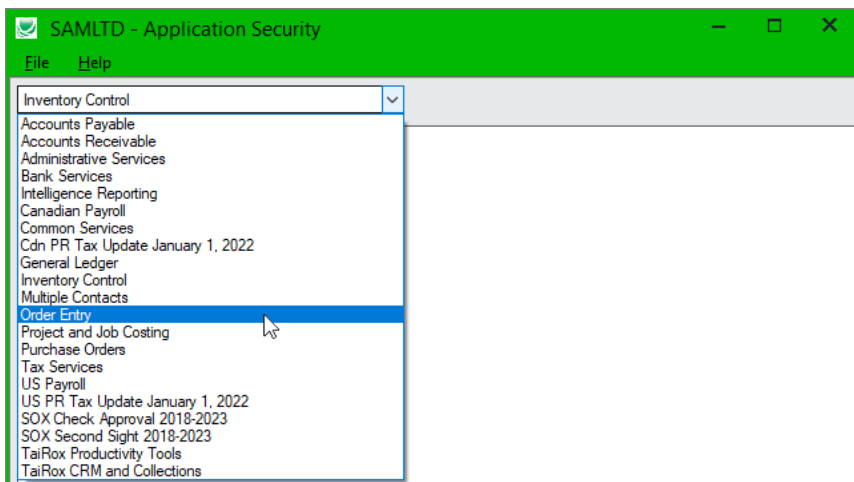 SAMLTD - Application Security
File Help
Inventory Control
Accounts Payable
Accounts Receivable
Administrative Services
Bank Services
Intelligence Reporting
Canadian Payroll
Common Services
Cdn PR Tax Update January 1, 2022
General Ledger
Inventory Control
Multiple Contacts
Order Entry
Project and Job Costing
Purchase Orders
Tax Services
US Payroll
US PR Tax Update January 1, 2022
SOX Check Approval 2018-2023
SOX Second Sight 2018-2023
TaiRox Productivity Tools
TaiRox CRM and Collections